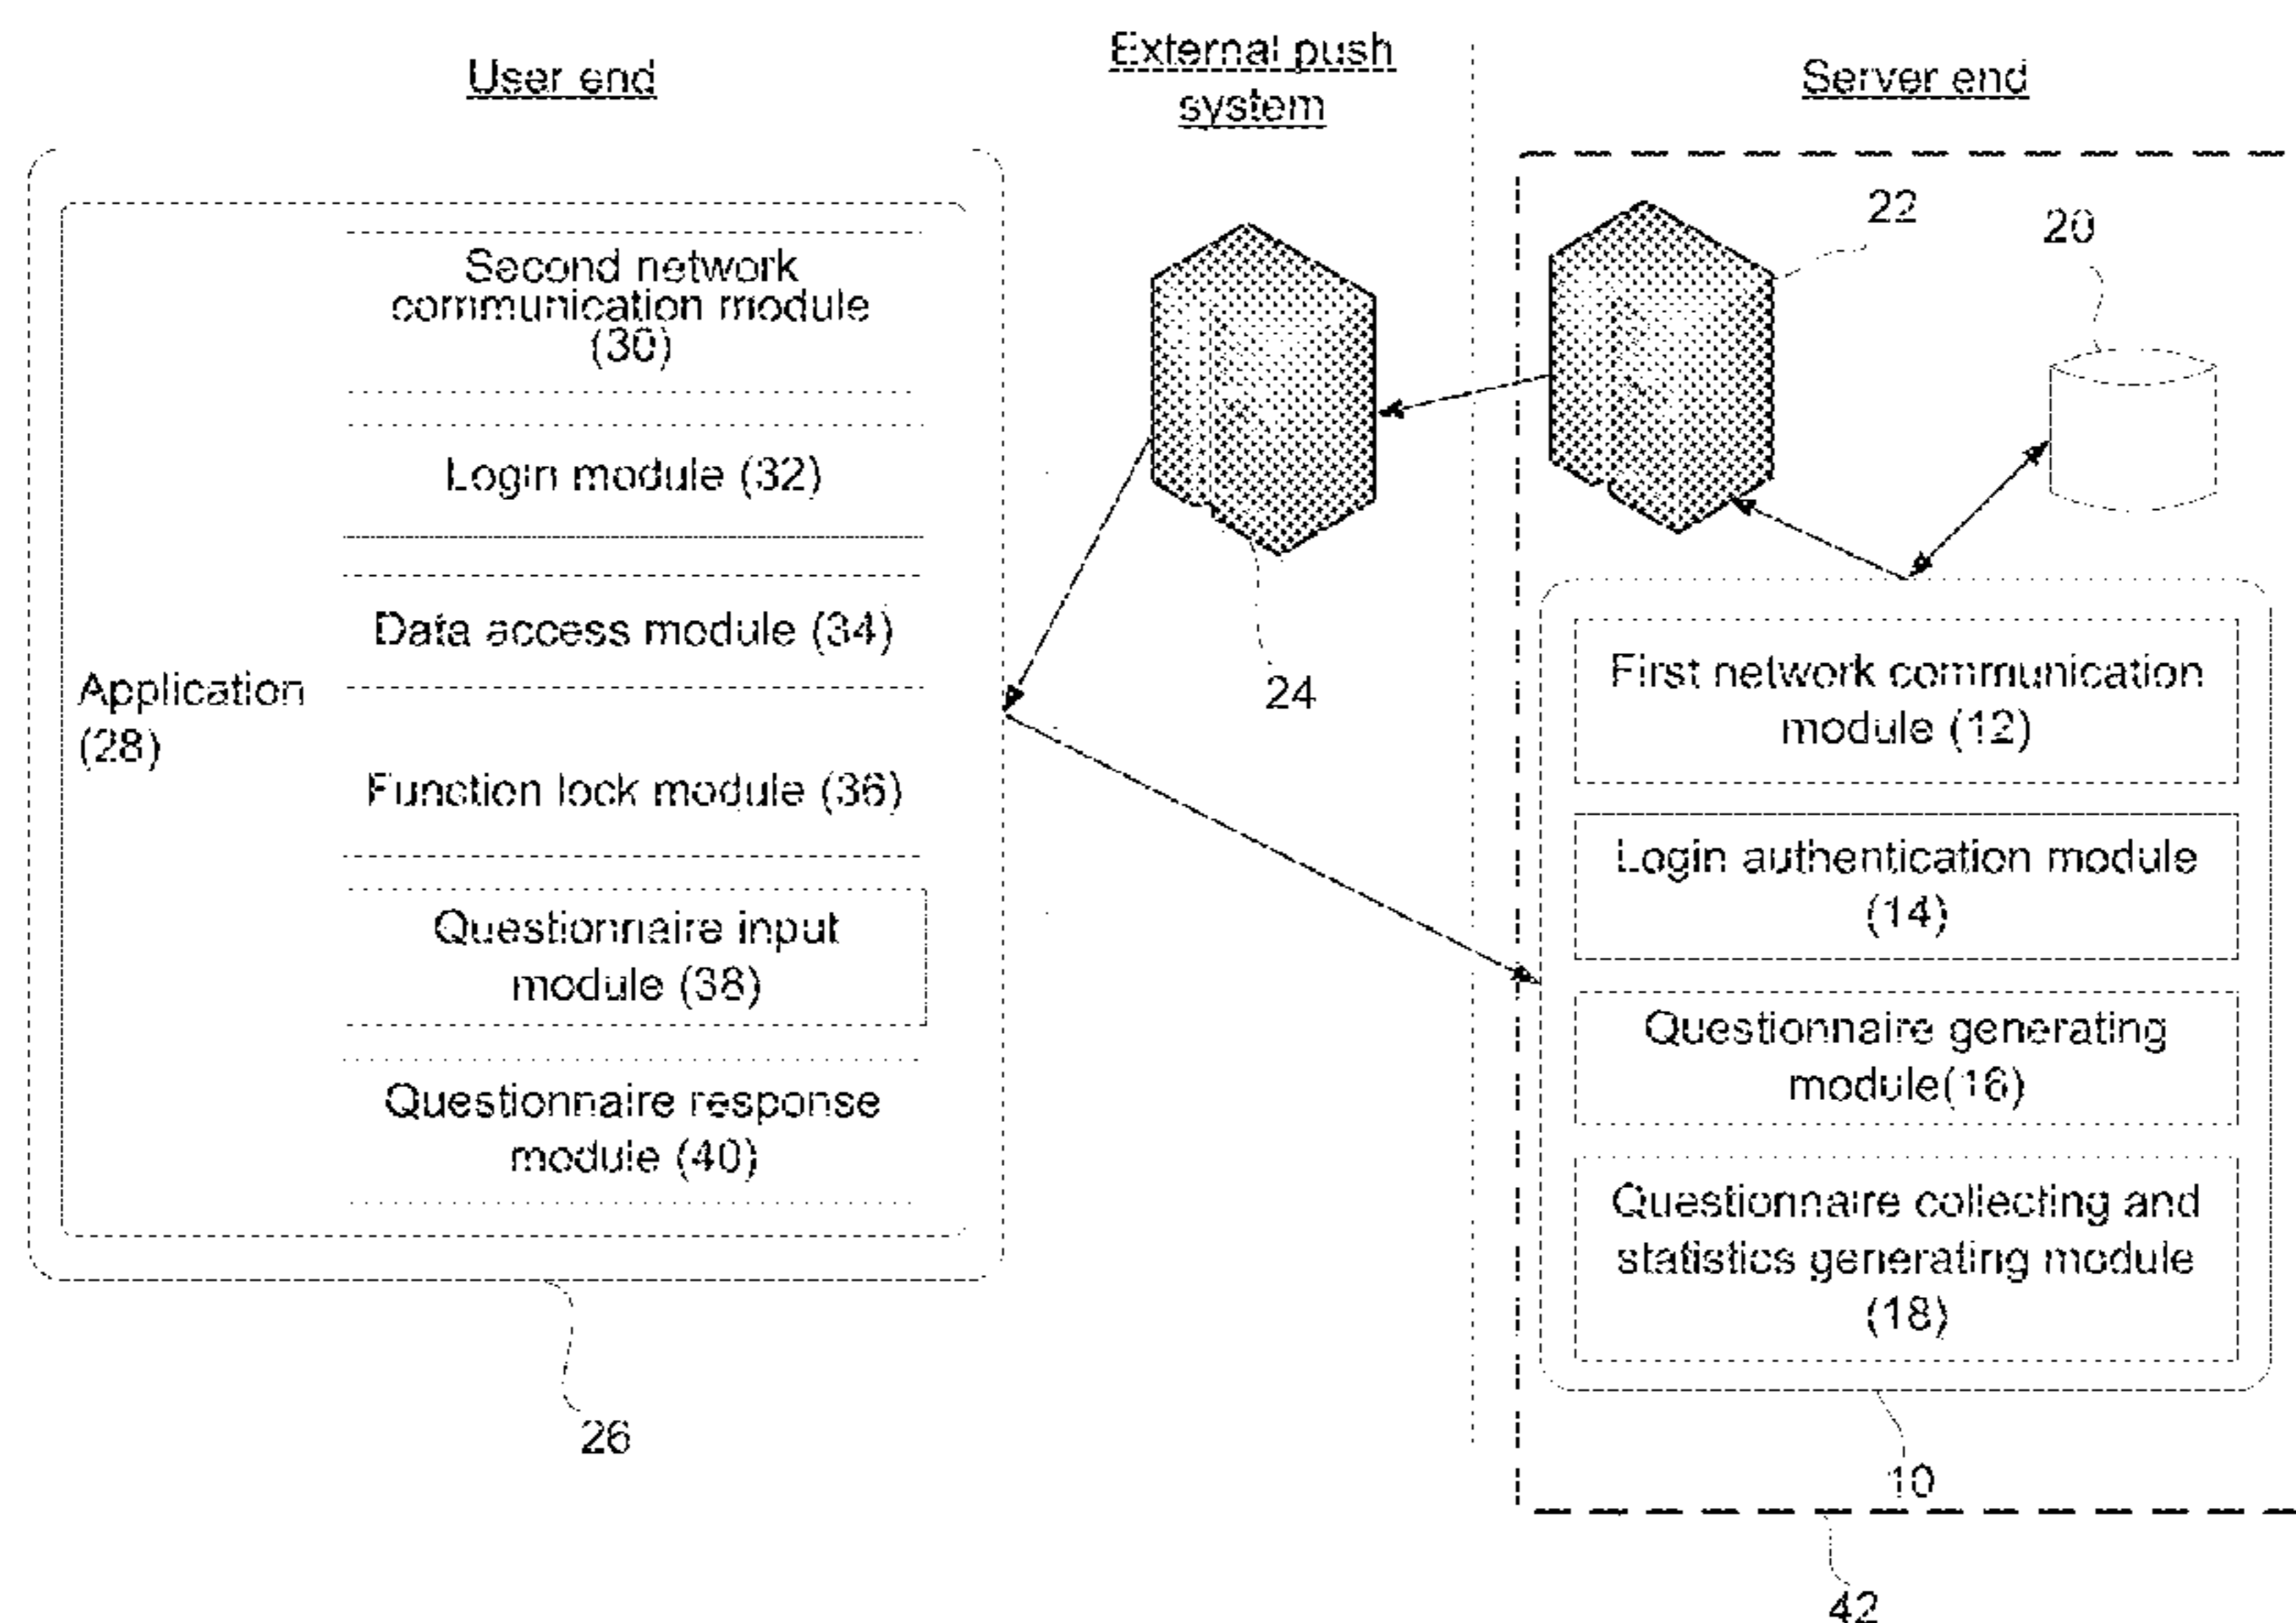 User end
External push
system
Server end
Second network
communication module
(30)
Login module (32)
Data access module (34)
Application
(28)
Function lock module (36)
Questionnaire input
module (38)
Questionnaire response
module (40)
26
24
22
20
First network communication
module (12)
Login authentication module
(14)
Questionnaire generating
module(16)
Questionnaire collecting and
statistics generating module
(18)
10
42